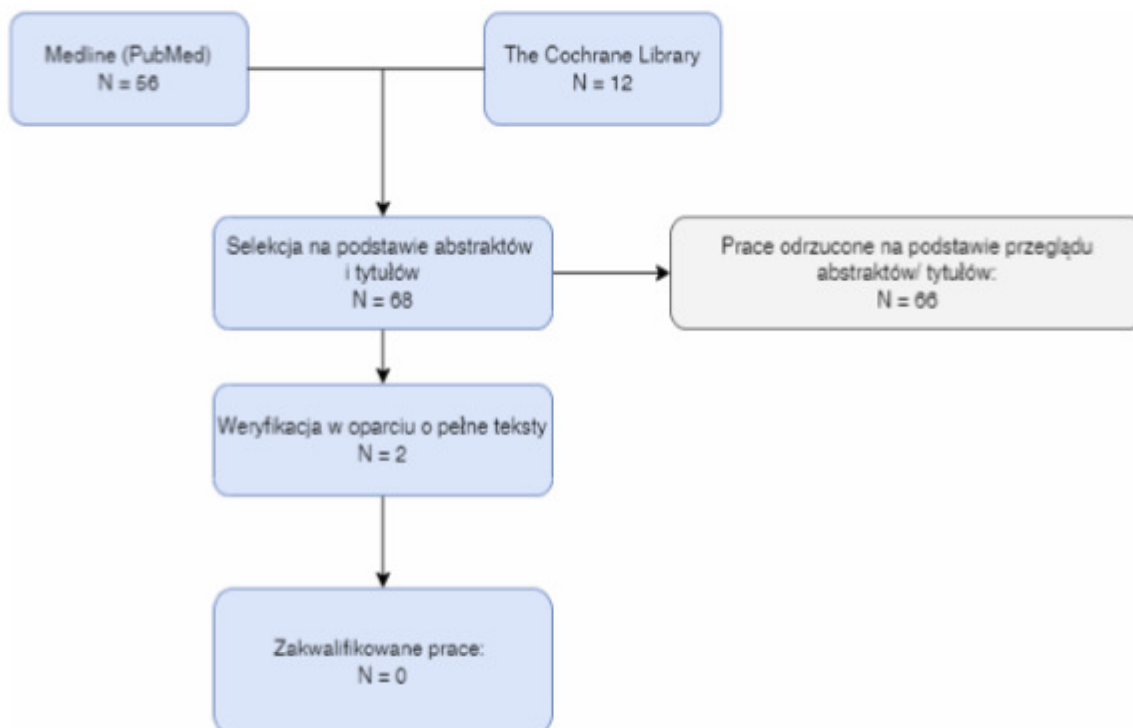 Medline (PubMed)
N = 56
The Cochrane Library
N = 12
Selekcja na podstawie abstraktów
i tytułów
N = 68
Prace odrzucone na podstawie przeglądu
abstraktów/ tytułów:
N = 66
Weryfikacja w oparciu o pełne teksty
N = 2
Zakwalifikowane prace:
N = 0